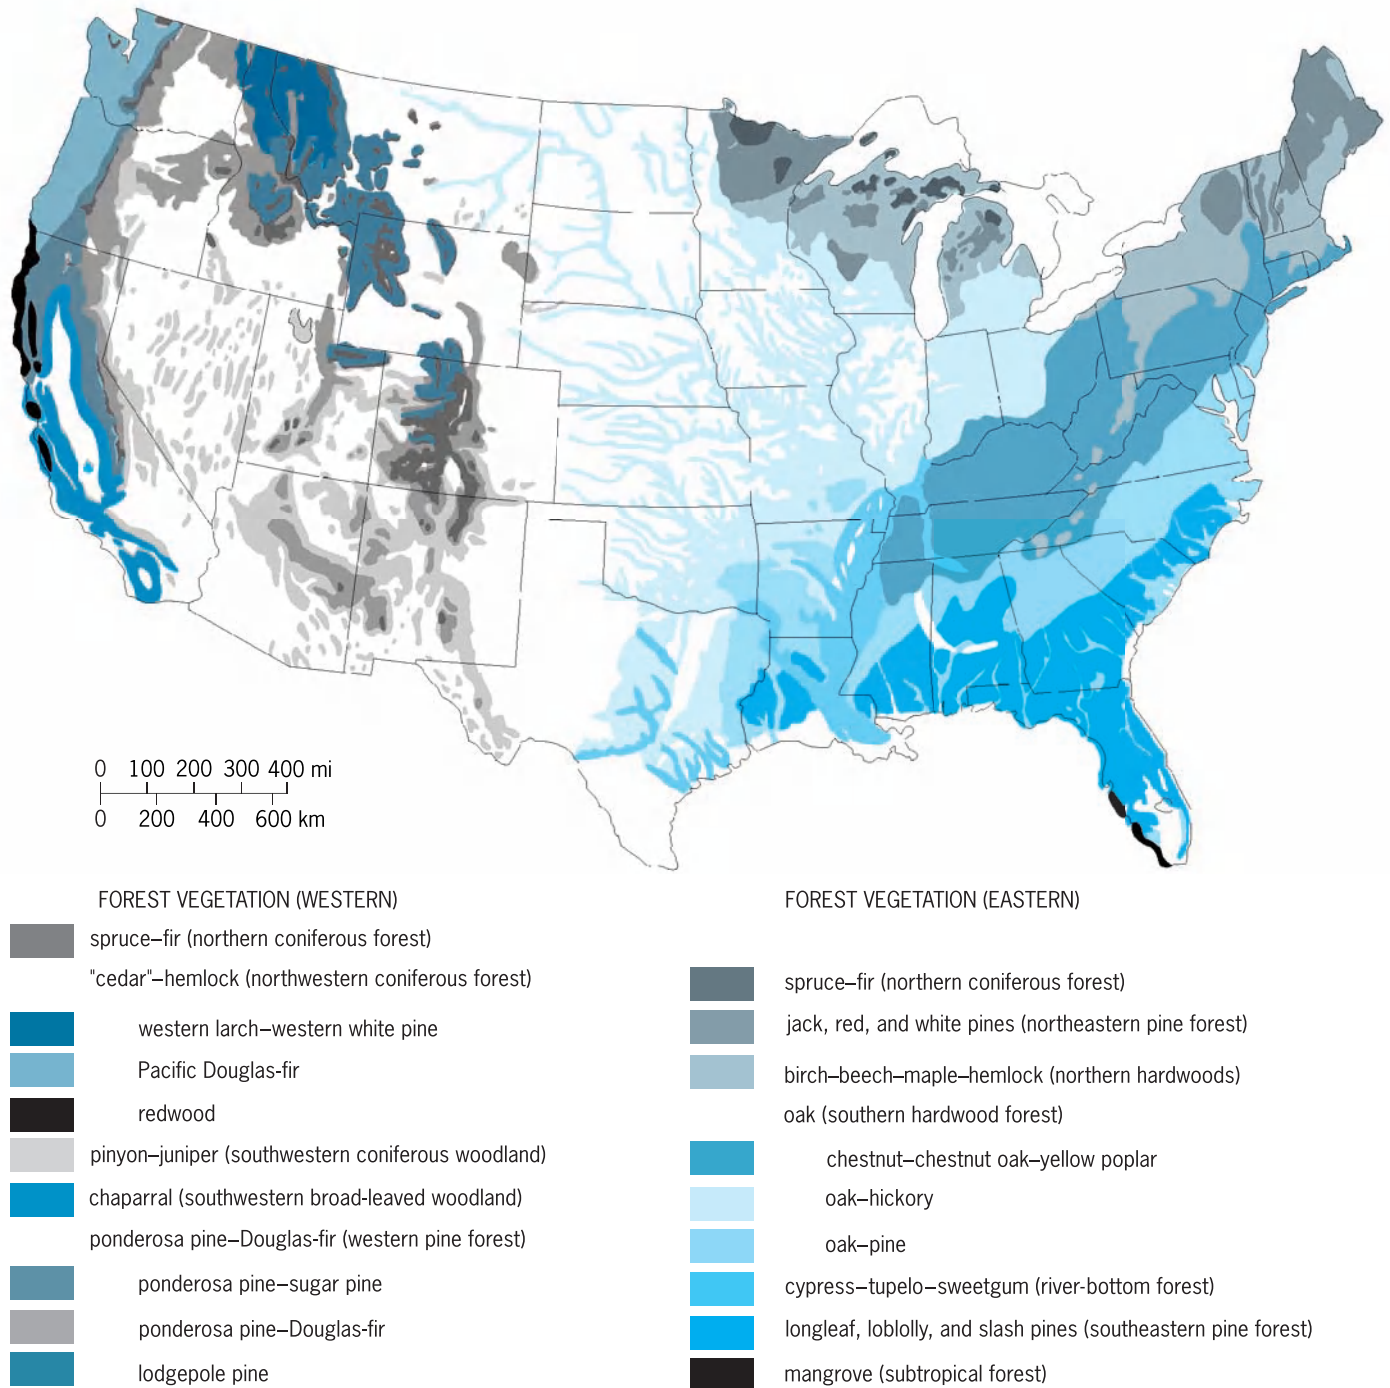 0 100 200 300 400 mi
0 200 400 600 km
FOREST VEGETATION (WESTERN)
spruce–fir (northern coniferous forest)
"cedar"–hemlock (northwestern coniferous forest)
western larch–western white pine
Pacific Douglas-fir
redwood
pinyon–juniper (southwestern coniferous woodland)
chaparral (southwestern broad-leaved woodland)
ponderosa pine–Douglas-fir (western pine forest)
ponderosa pine–sugar pine
ponderosa pine–Douglas-fir
lodgepole pine
FOREST VEGETATION (EASTERN)
spruce–fir (northern coniferous forest)
jack, red, and white pines (northeastern pine forest)
birch–beech–maple–hemlock (northern hardwoods)
oak (southern hardwood forest)
chestnut–chestnut oak–yellow poplar
oak–hickory
oak–pine
cypress–tupelo–sweetgum (river-bottom forest)
longleaf, loblolly, and slash pines (southeastern pine forest)
mangrove (subtropical forest)